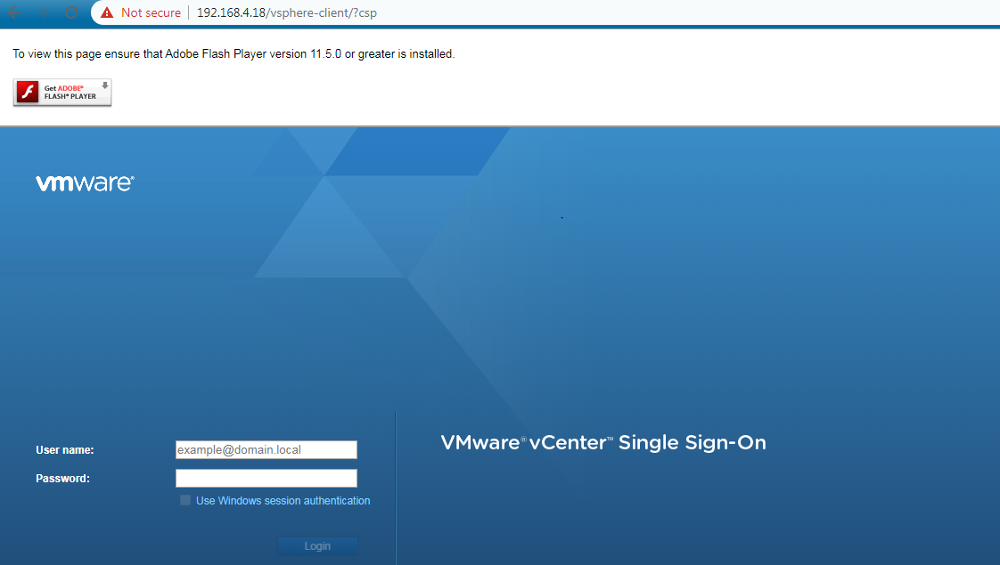 Not secure 192.168.4.18/vsphere-client/?csp
To view this page ensure that Adobe Flash Player version 11.5.0 or greater is installed.
Get ADOBE®
FLASH® PLAYER
vmware®
User name: example@domain.local
VMware® vCenter™ Single Sign-On
Password:
Use Windows session authentication
Login